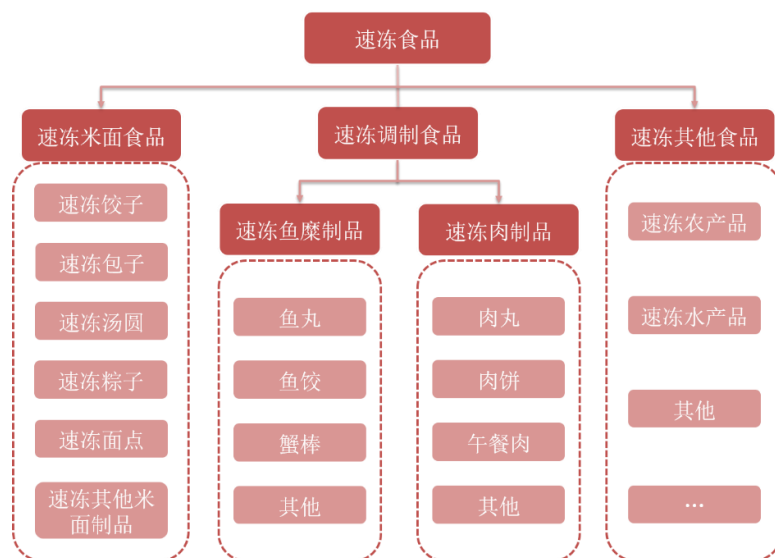 速冻食品
速冻米面食品
速冻调制食品
速冻其他食品
速冻鱼糜制品
速冻肉制品
速冻饺子
速冻包子
速冻汤圆
速冻粽子
速冻面点
速冻其他米
面制品
鱼丸
鱼饺
蟹棒
其他
肉丸
肉饼
午餐肉
其他
速冻农产品
速冻水产品
其他
…